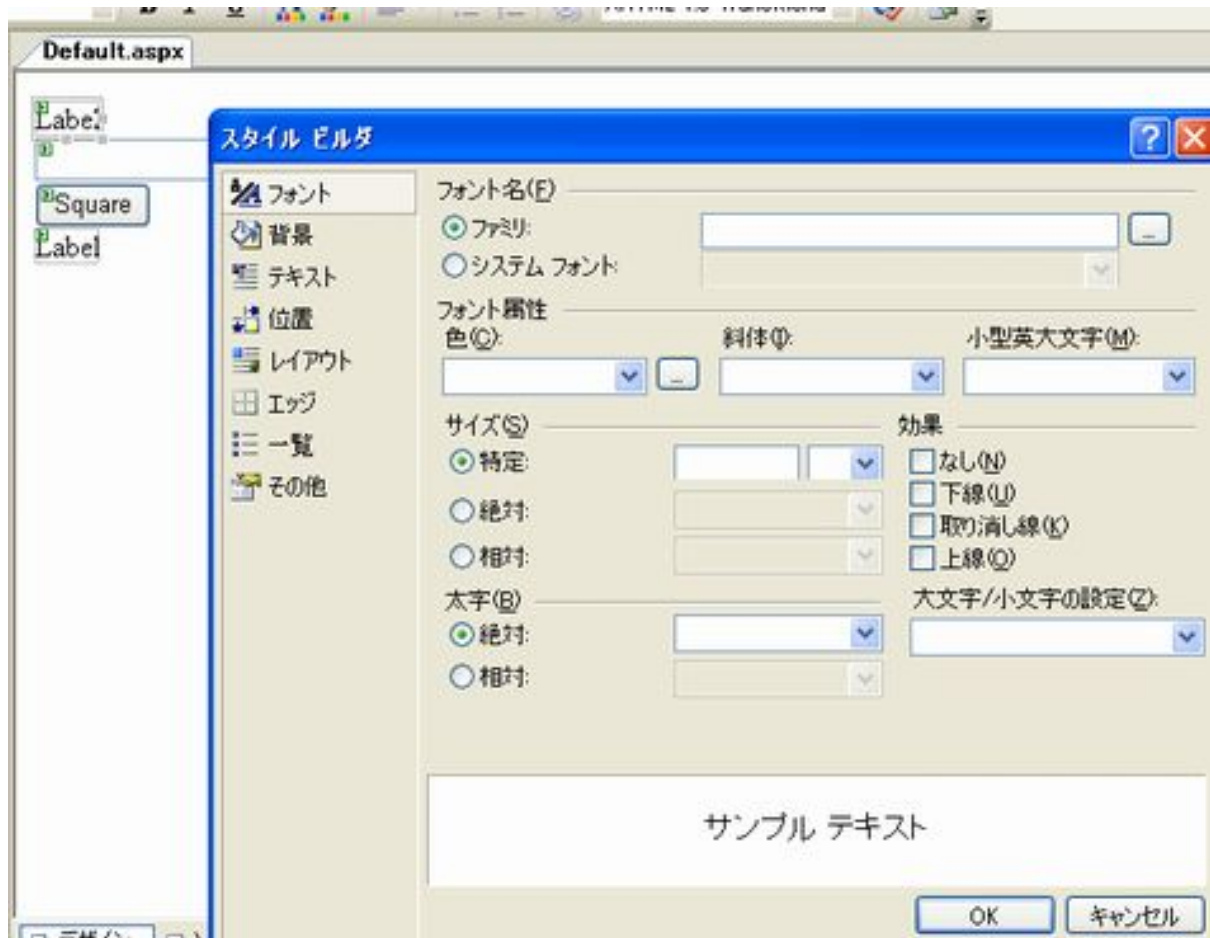 B I U
Default.aspx
Label
スタイル ビルダ
Square
Label
フォント
背景
テキスト
位置
レイアウト
エッジ
一覧
その他
フォント名(F)
ファミリ:
システム フォント:
フォント属性
色(C):
斜体(I):
小型英大文字(M):
サイズ(S)
特定:
絶対:
相対:
効果
なし(N)
下線(U)
取り消し線(K)
上線(O)
太字(B)
絶対:
相対:
大文字/小文字の設定(Z):
サンプル テキスト
OK
キャンセル
デザイン